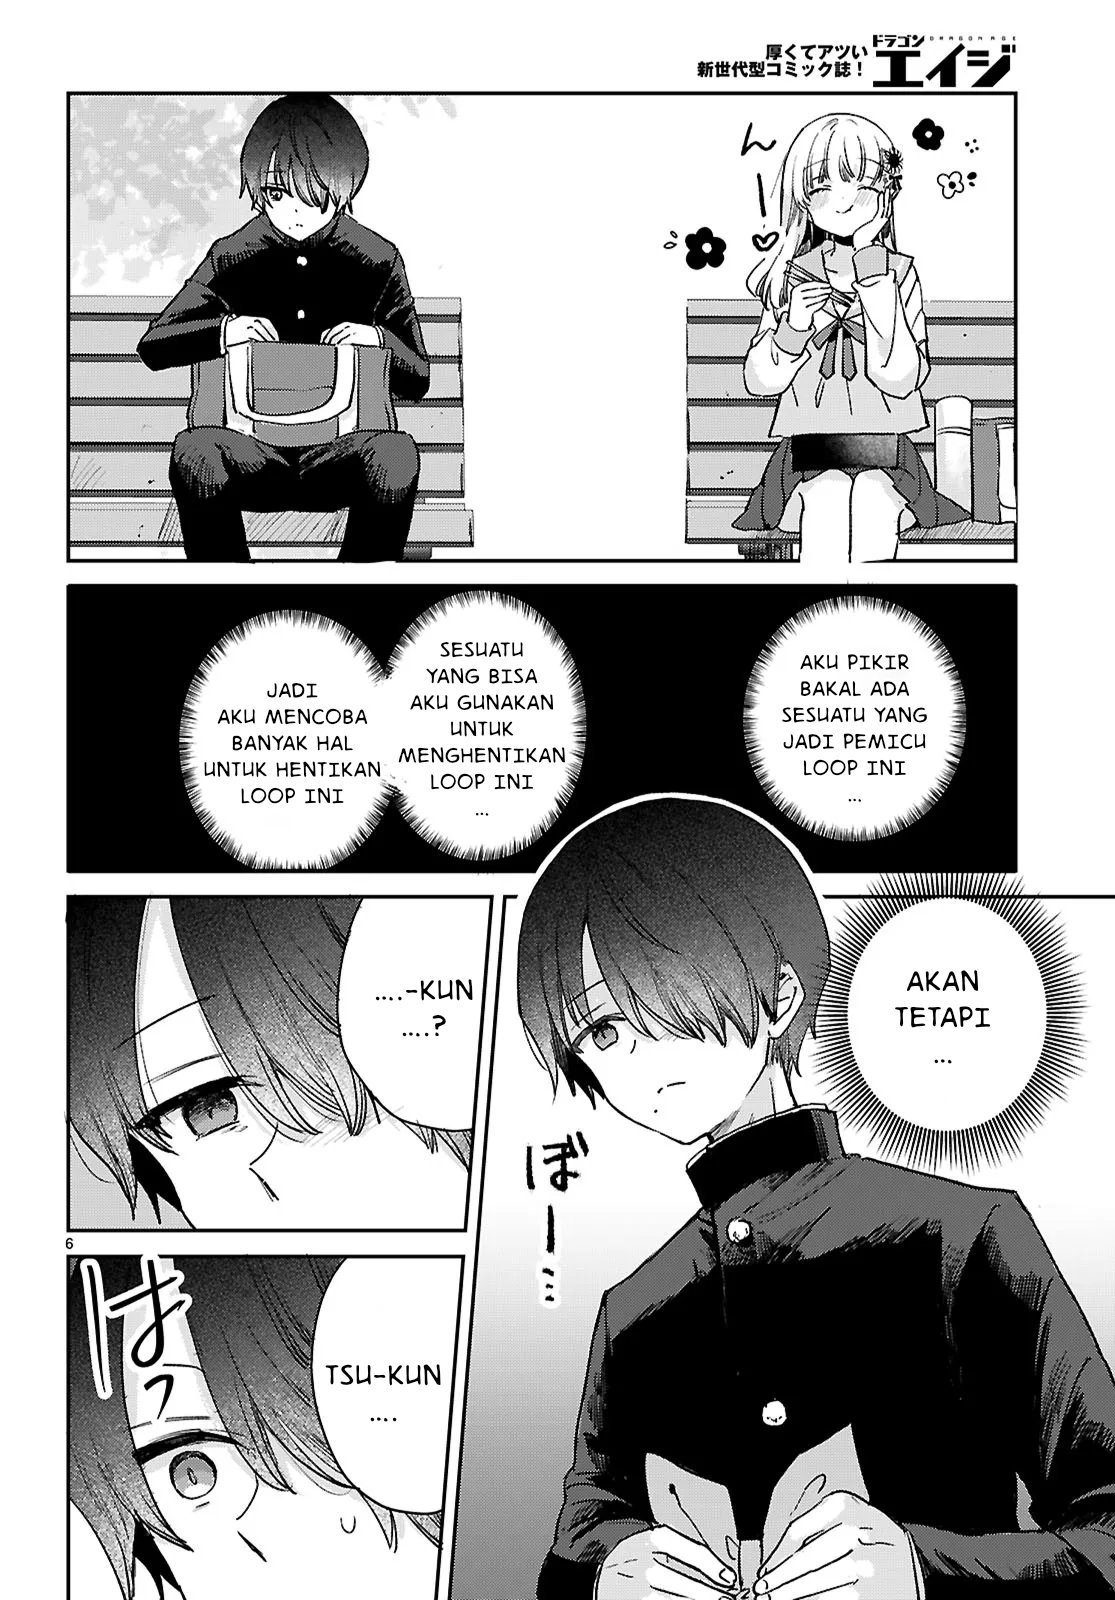 厚くてアツい
新世代型コミック誌！
ドラゴン
DRAGON AGE
エイジ
ん
ー
♡
AKU PIKIR
BAKAL ADA
SESUATU YANG
JADI PEMICU
LOOP INI
...
SESUATU
YANG BISA
AKU GUNAKAN
UNTUK
MENGHENTIKAN
LOOP INI
...
JADI
AKU MENCOBA
BANYAK HAL
UNTUK HENTIKAN
LOOP INI
AKAN
TETAPI
...
ぼー…
....-KUN
....?
6
はっ
TSU-KUN
....